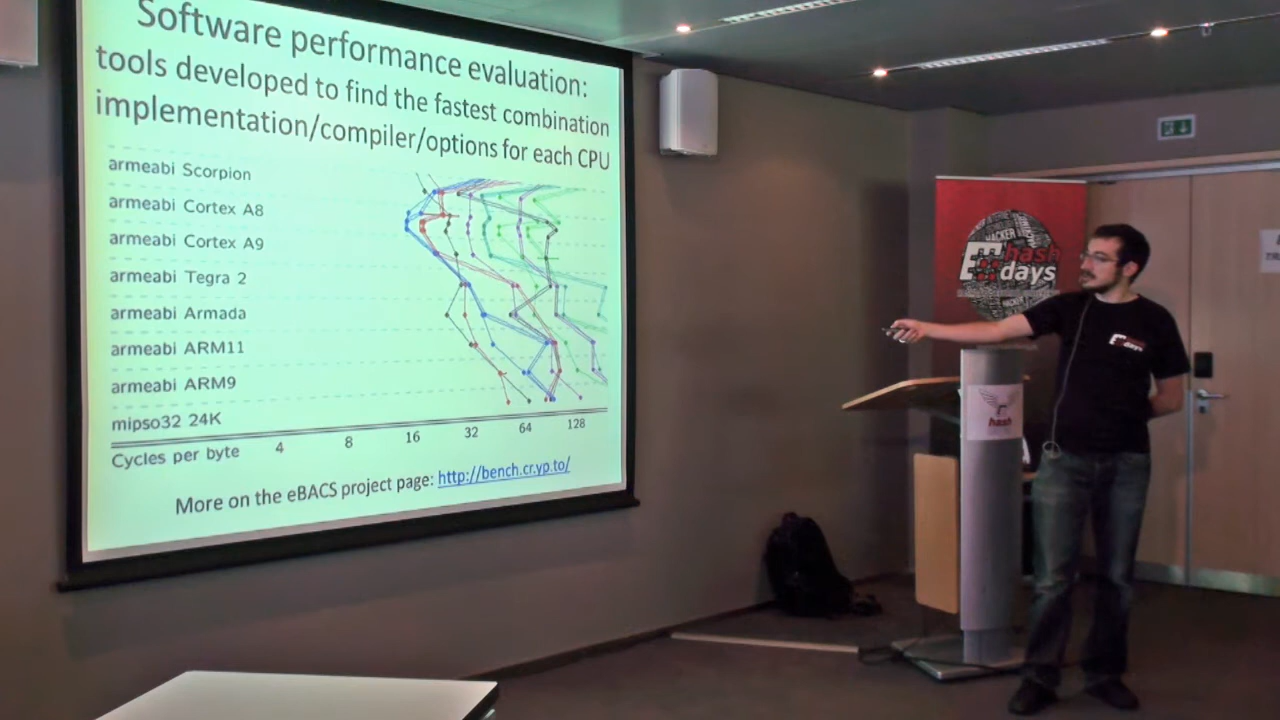 Software performance evaluation:
tools developed to find the fastest combination
implementation/compiler/options for each CPU
armeabi Scorpion
armeabi Cortex A8
armeabi Cortex A9
armeabi Tegra 2
armeabi Armada
armeabi ARM11
armeabi ARM9
mipso32 24K
Cycles per byte 4 8 16 32 64 128
More on the eBACS project page: http://bench.cr.yp.to/
HACKER
hash
days
days
hash